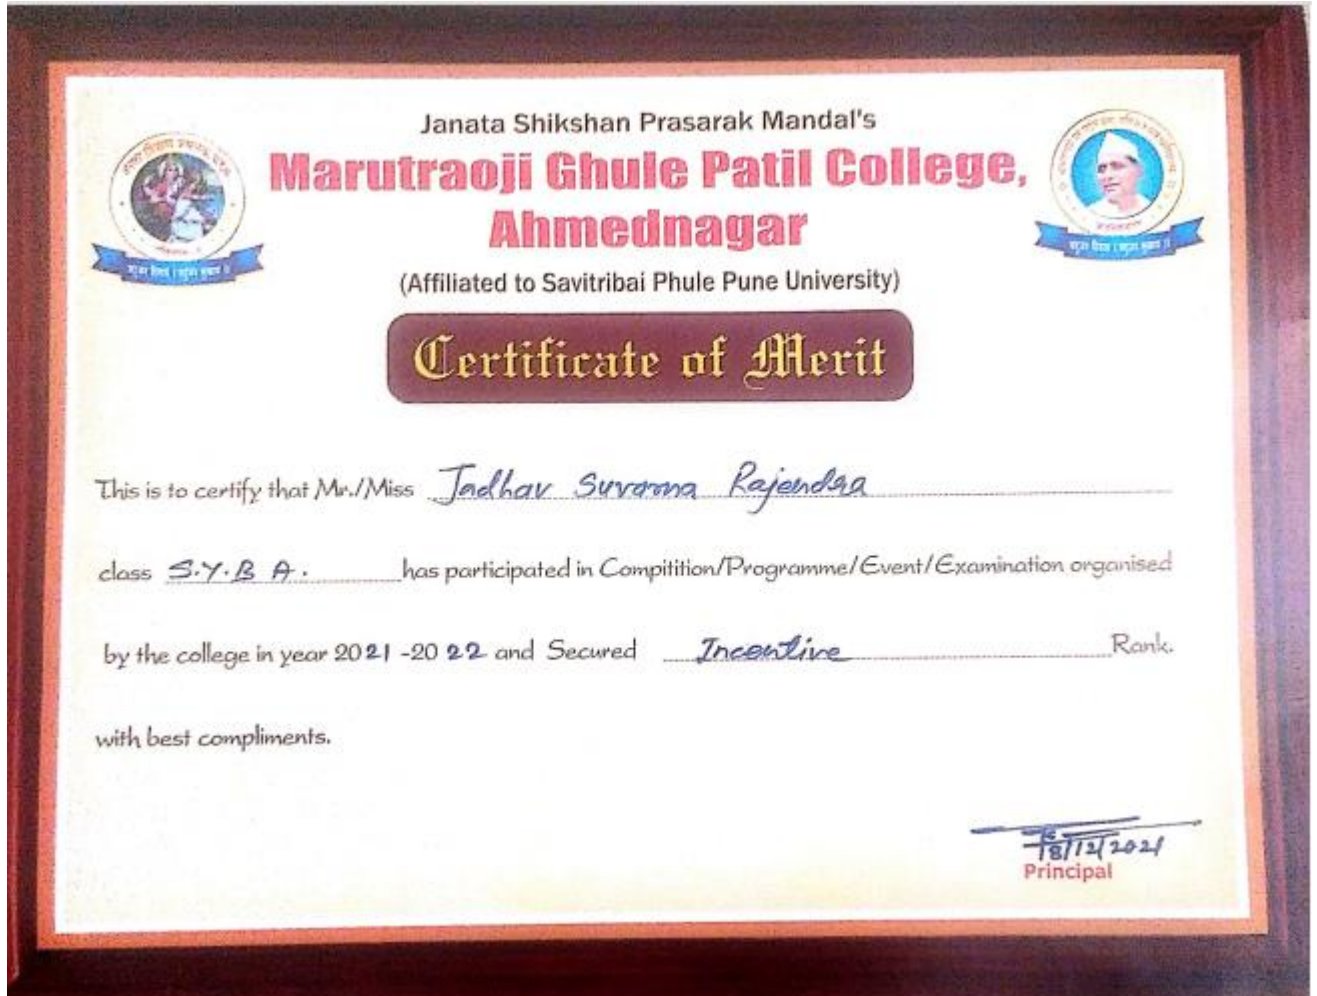 Janata Shikshan Prasarak Mandal's
Marutraoji Ghule Patil College,
Ahmednagar
(Affiliated to Savitribai Phule Pune University)
Certificate of Merit
This is to certify that Mr./Miss Jadhav Suvarna Rajendra
class S.Y.B A. has participated in Compitition/Programme/Event/Examination organised
by the college in year 2021-2022 and Secured Incentive Rank.
with best compliments.
18/12/2021
Principal